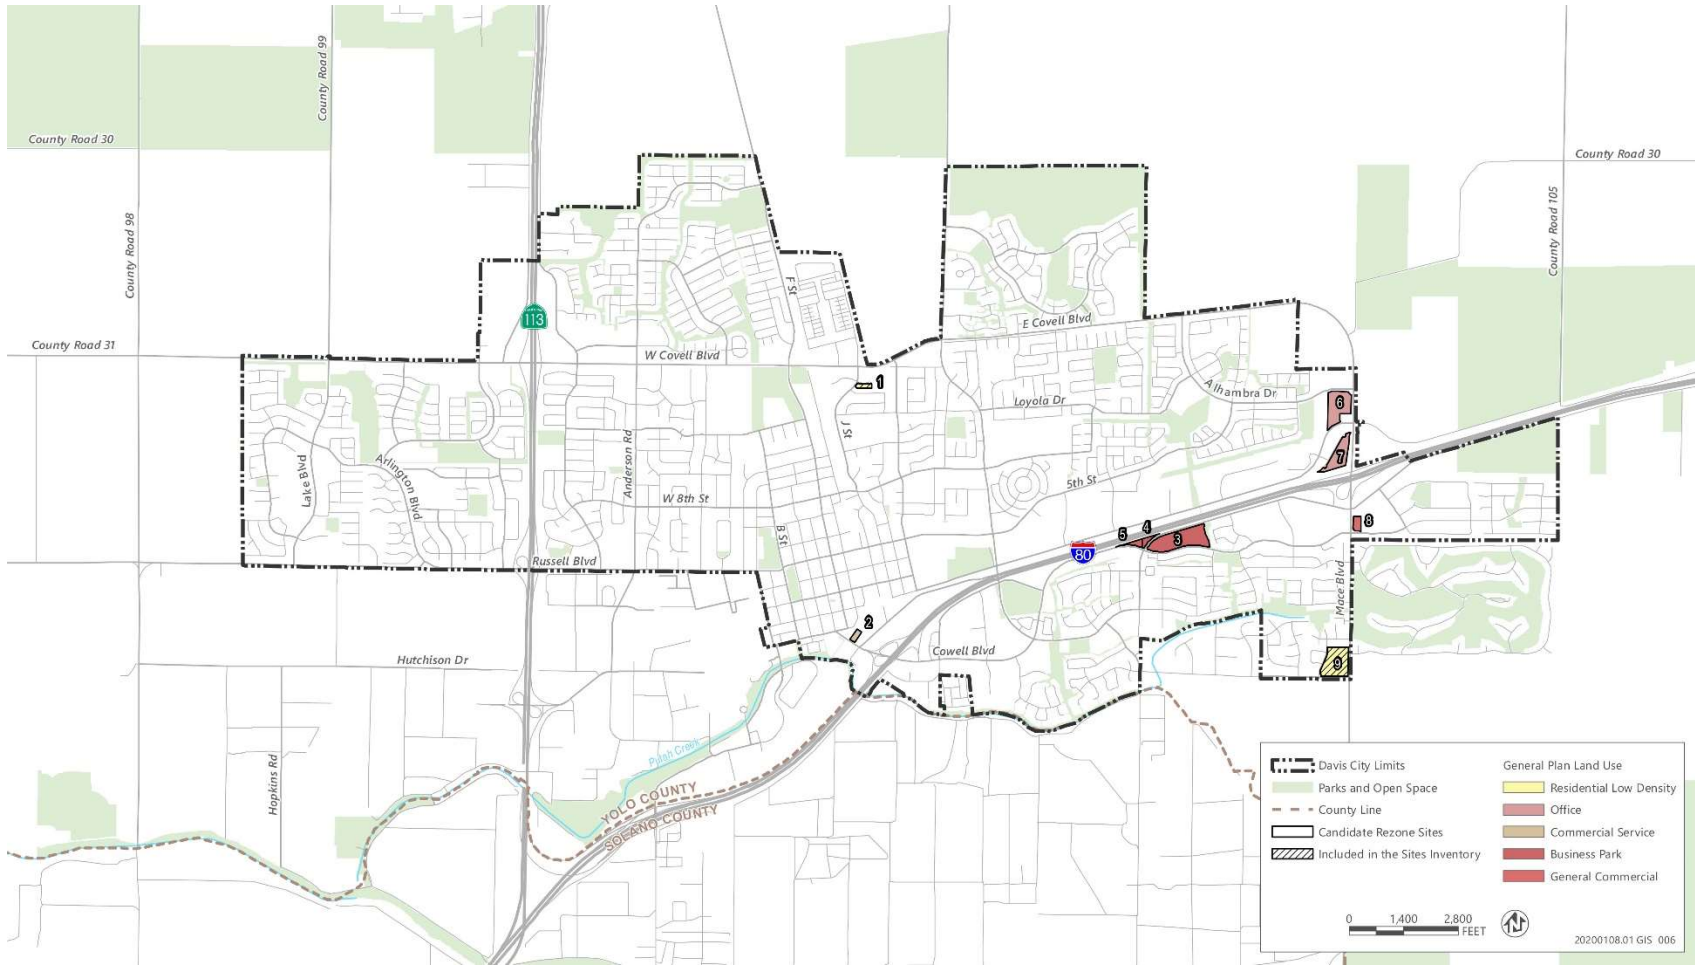 County Road 99
County Road 30
County Road 30
County Road 98
County Road 105
113
F St
E Covell Blvd
County Road 31
W Covell Blvd
1
Alhambra Dr
Loyola Dr
6
J St
Anderson Rd
Arlington Blvd
Lake Blvd
7
5th St
W 8th St
B St
8
5
4
3
80
Russell Blvd
Mace Blvd
2
Cowell Blvd
Hutchison Dr
9
Putah Creek
Hopkins Rd
YOLO COUNTY
SOLANO COUNTY
Davis City Limits
Parks and Open Space
County Line
Candidate Rezone Sites
Included in the Sites Inventory
General Plan Land Use
Residential Low Density
Office
Commercial Service
Business Park
General Commercial
0 1,400 2,800
FEET
20200108.01 GIS 006